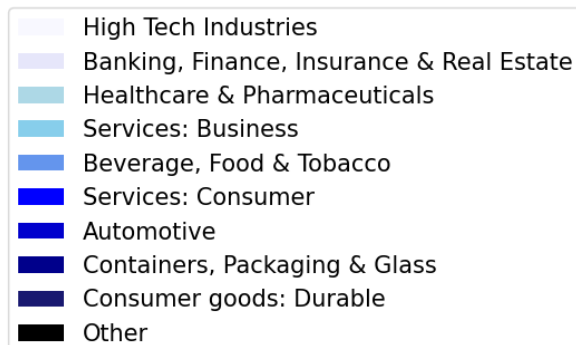 High Tech Industries
Banking, Finance, Insurance & Real Estate
Healthcare & Pharmaceuticals
Services: Business
Beverage, Food & Tobacco
Services: Consumer
Automotive
Containers, Packaging & Glass
Consumer goods: Durable
Other